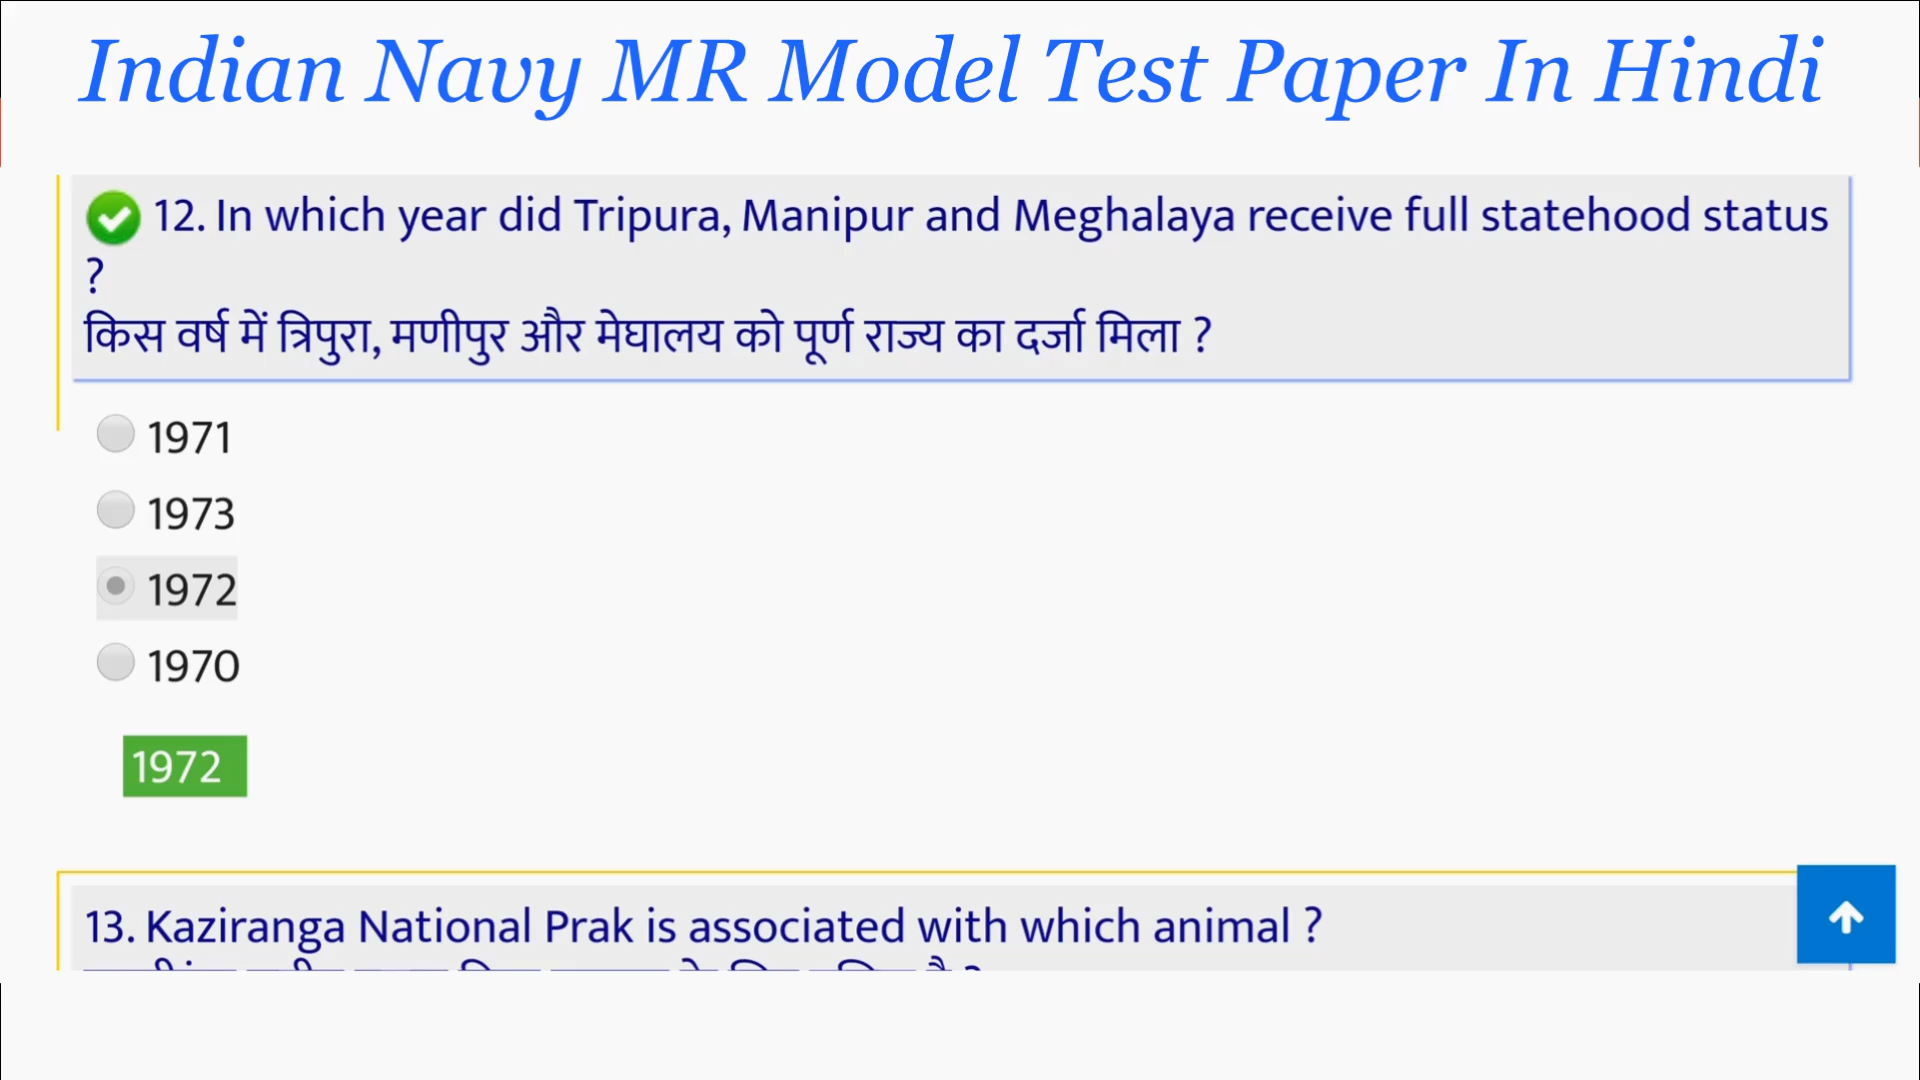 Indian Navy MR Model Test Paper In Hindi
12. In which year did Tripura, Manipur and Meghalaya receive full statehood status
?
किस वर्ष में त्रिपुरा, मणीपुर और मेघालय को पूर्ण राज्य का दर्जा मिला ?
1971
1973
1972
1970
1972
13. Kaziranga National Prak is associated with which animal ?